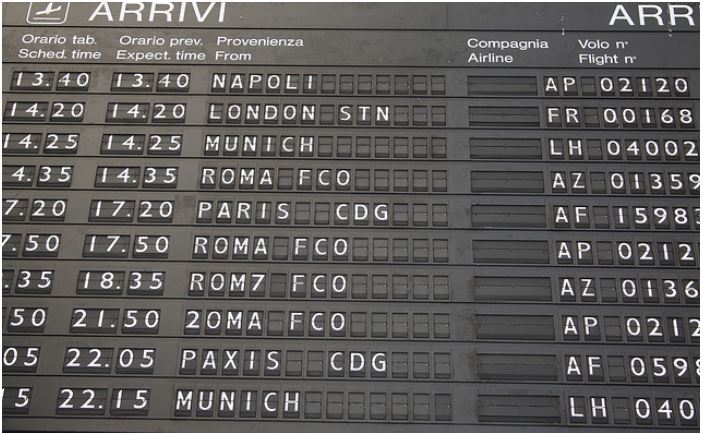 ARRIVI ARRI
Orario tab. Orario prev. Provenienza Compagnia Volo n°
Sched. time Expect. time From Airline Flight n°
13.40 13.40 NAPOLI AP 02120
14.20 14.20 LONDON STN FR 00168
14.25 14.25 MUNICH LH 04002
4.35 14.35 ROMA FCO AZ 01359
7.20 17.20 PARIS CDG AF 15983
7.50 17.50 ROMA FCO AP 0212
.35 18.35 ROM7 FCO AZ 0136
50 21.50 2OMA FCO AP 0212
05 22.05 PAXIS CDG AF 0598
5 22.15 MUNICH LH 040